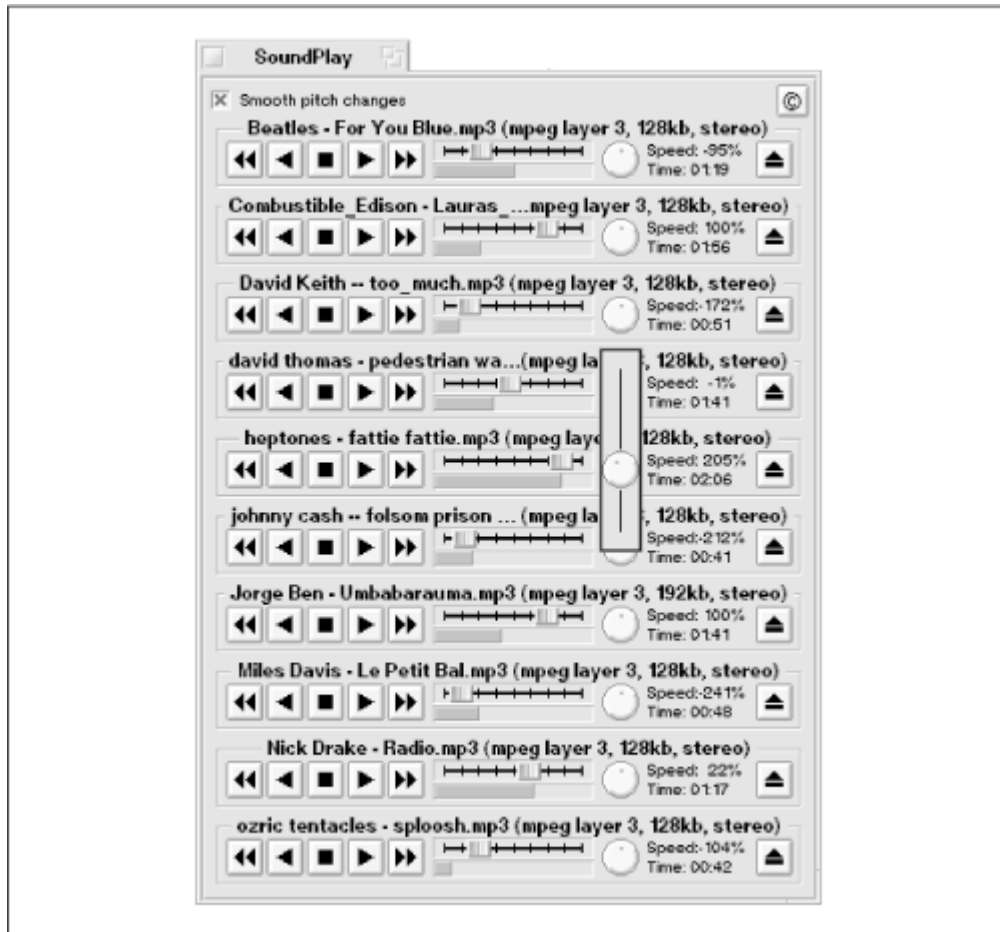 SoundPlay
Smooth pitch changes
©
Beatles - For You Blue.mp3 (mpeg layer 3, 128kb, stereo)
Speed: -95%
Time: 01:19
Combustible_Edison - Lauras_...mpeg layer 3, 128kb, stereo)
Speed: 100%
Time: 01:56
David Keith -- too_much.mp3 (mpeg layer 3, 128kb, stereo)
Speed:-172%
Time: 00:51
david thomas - pedestrian wa...(mpeg la 3, 128kb, stereo)
Speed: -1%
Time: 01:41
heptones - fattie fattie.mp3 (mpeg laye 128kb, stereo)
Speed: 205%
Time: 02:06
johnny cash -- folsom prison ... (mpeg la 3, 128kb, stereo)
Speed:-212%
Time: 00:41
Jorge Ben - Umbabarauma.mp3 (mpeg layer 3, 192kb, stereo)
Speed: 100%
Time: 01:41
Miles Davis - Le Petit Bal.mp3 (mpeg layer 3, 128kb, stereo)
Speed:-241%
Time: 00:48
Nick Drake - Radio.mp3 (mpeg layer 3, 128kb, stereo)
Speed: 22%
Time: 01:17
ozric tentacles - sploosh.mp3 (mpeg layer 3, 128kb, stereo)
Speed:-104%
Time: 00:42